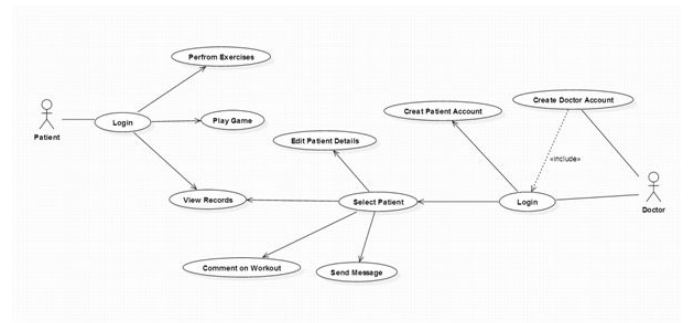 Perfrom Exercises
Creat Patient Account
Create Doctor Account
Login
Play Game
Patient
Edit Patient Details
«include»
View Records
Select Patient
Login
Doctor
Comment on Workout
Send Message